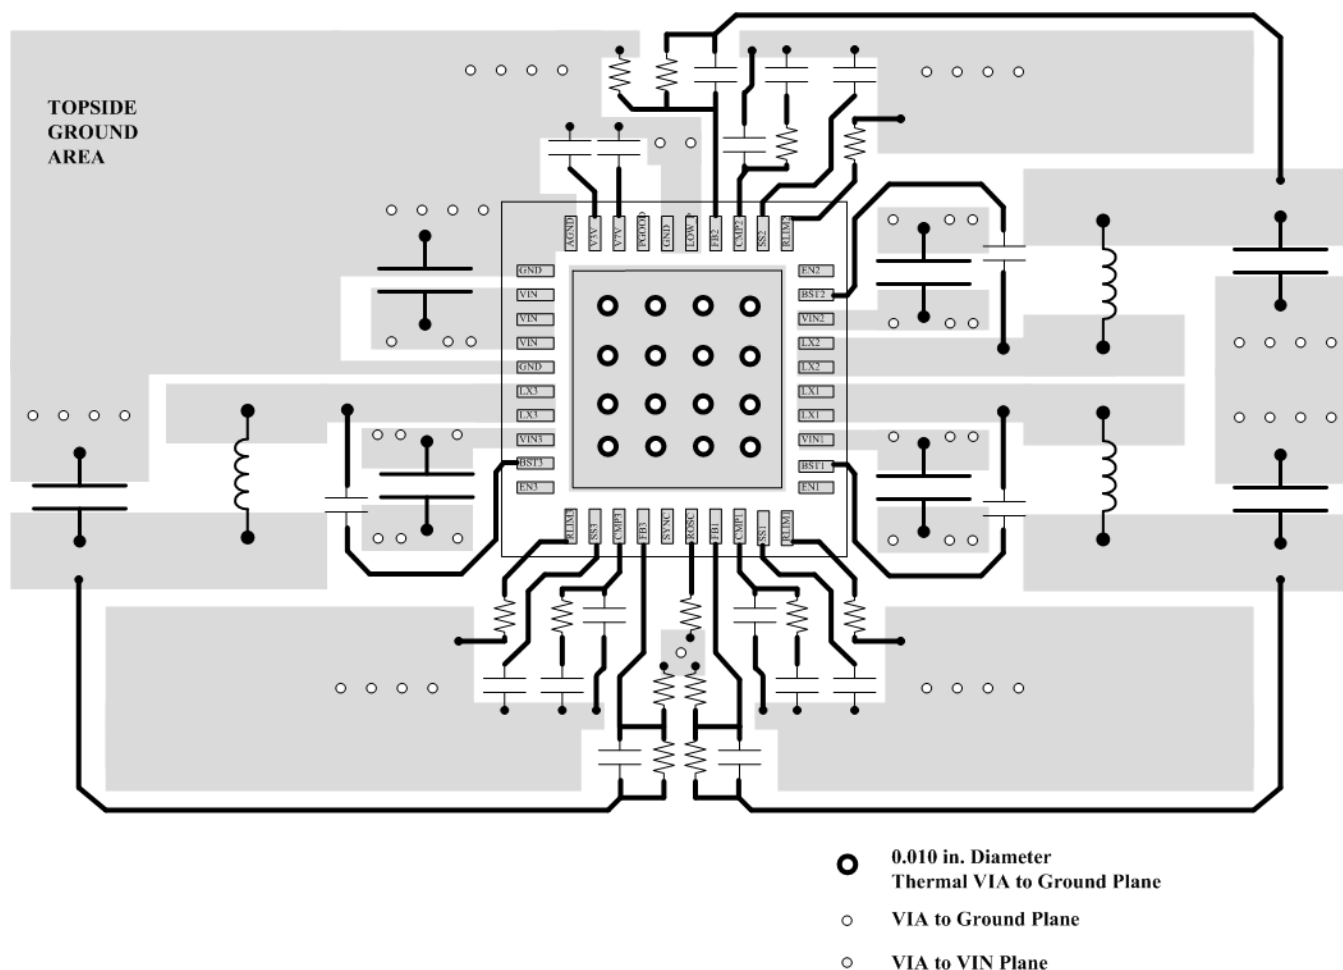 TOPSIDE
GROUND
AREA
AGND
V3V
V7V
PGOOD
GND
LOW_P
FB2
CMP2
SS2
RLIM2
GND
VIN
VIN
VIN
GND
LX3
LX3
VIN3
BST3
EN3
EN2
BST2
VIN2
LX2
LX2
LX1
LX1
VIN1
BST1
EN1
RLIM3
SS3
CMP3
FB3
SYNC
ROSC
FB1
CMP1
SS1
RLIM1
0.010 in. Diameter
Thermal VIA to Ground Plane
VIA to Ground Plane
VIA to VIN Plane